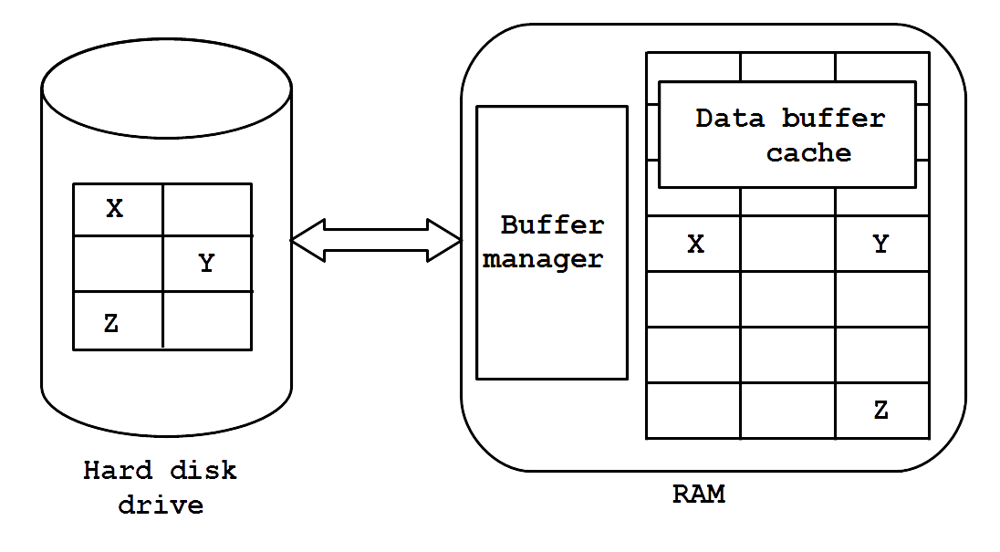 X
Y
Z
Hard disk
drive
Buffer
manager
Data buffer
cache
X Y
Z
RAM